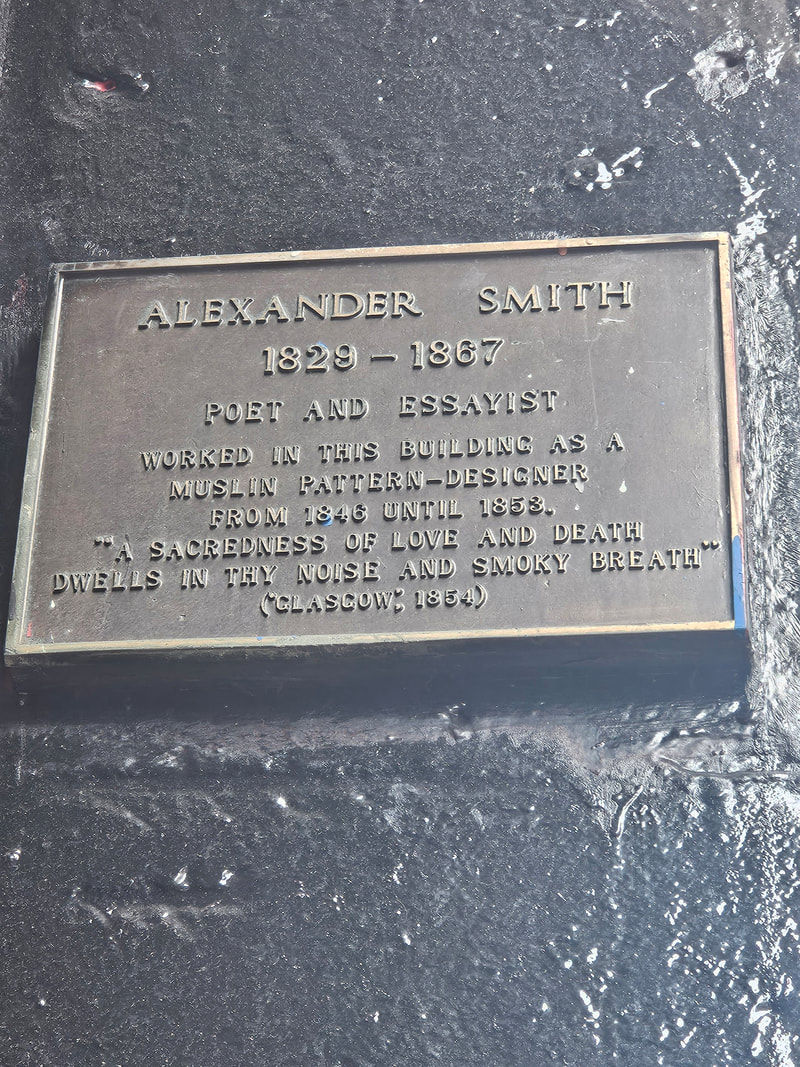 ALEXANDER SMITH
1829 – 1867
POET AND ESSAYIST
WORKED IN THIS BUILDING AS A
MUSLIN PATTERN–DESIGNER
FROM 1846 UNTIL 1853.
"A SACREDNESS OF LOVE AND DEATH
DWELLS IN THY NOISE AND SMOKY BREATH"
("GLASGOW", 1854)